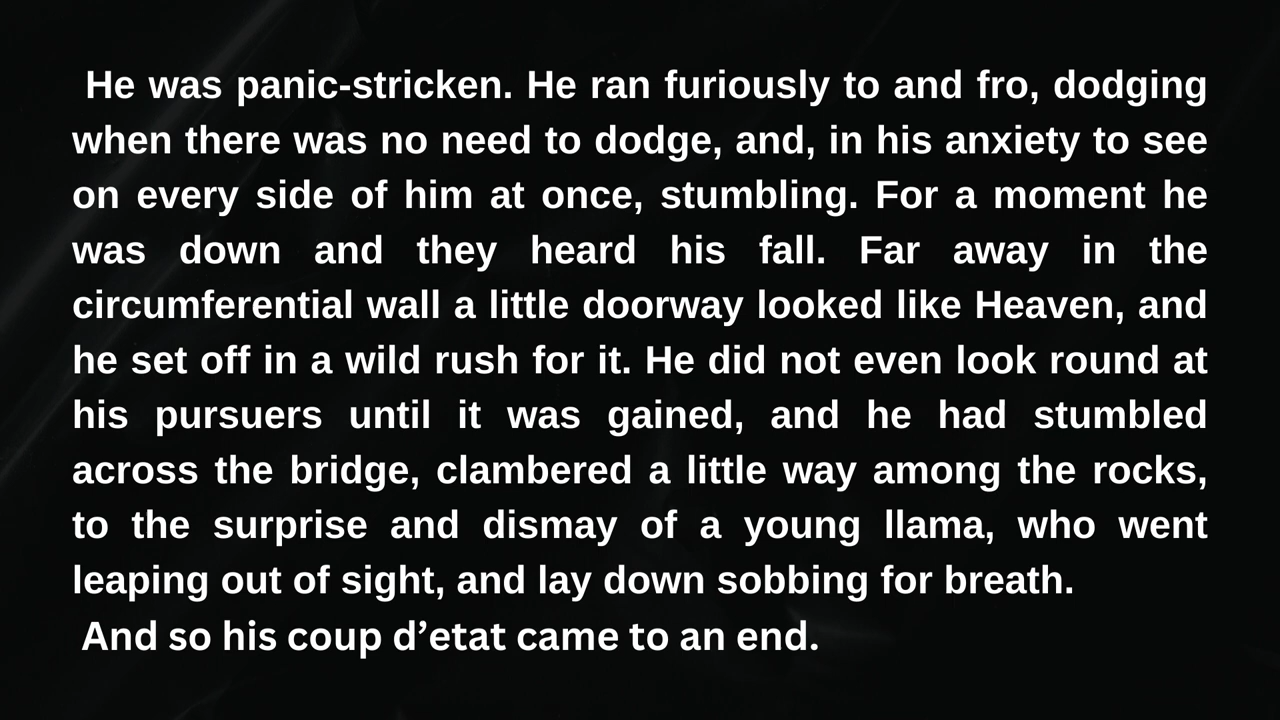 He was panic-stricken. He ran furiously to and fro, dodging
when there was no need to dodge, and, in his anxiety to see
on every side of him at once, stumbling. For a moment he
was down and they heard his fall. Far away in the
circumferential wall a little doorway looked like Heaven, and
he set off in a wild rush for it. He did not even look round at
his pursuers until it was gained, and he had stumbled
across the bridge, clambered a little way among the rocks,
to the surprise and dismay of a young llama, who went
leaping out of sight, and lay down sobbing for breath.
And so his coup d’etat came to an end.